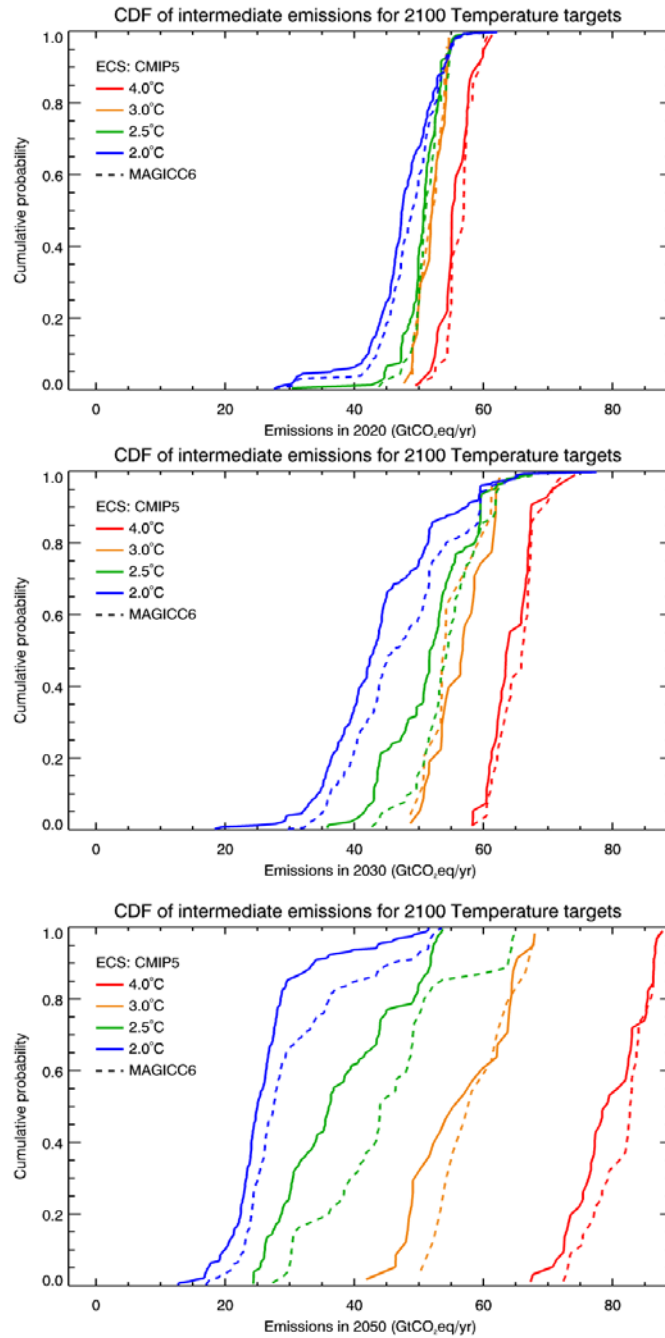 CDF of intermediate emissions for 2100 Temperature targets
1.0
ECS: CMIP5
4.0°C
0.8
3.0°C
2.5°C
2.0°C
0.6
MAGICC6
Cumulative probability
0.4
0.2
0.0
0 20 40 60 80
Emissions in 2020 (GtCO₂eq/yr)
CDF of intermediate emissions for 2100 Temperature targets
1.0
ECS: CMIP5
4.0°C
0.8
3.0°C
2.5°C
2.0°C
0.6
MAGICC6
Cumulative probability
0.4
0.2
0.0
0 20 40 60 80
Emissions in 2030 (GtCO₂eq/yr)
CDF of intermediate emissions for 2100 Temperature targets
1.0
ECS: CMIP5
4.0°C
0.8
3.0°C
2.5°C
2.0°C
0.6
MAGICC6
Cumulative probability
0.4
0.2
0.0
0 20 40 60 80
Emissions in 2050 (GtCO₂eq/yr)